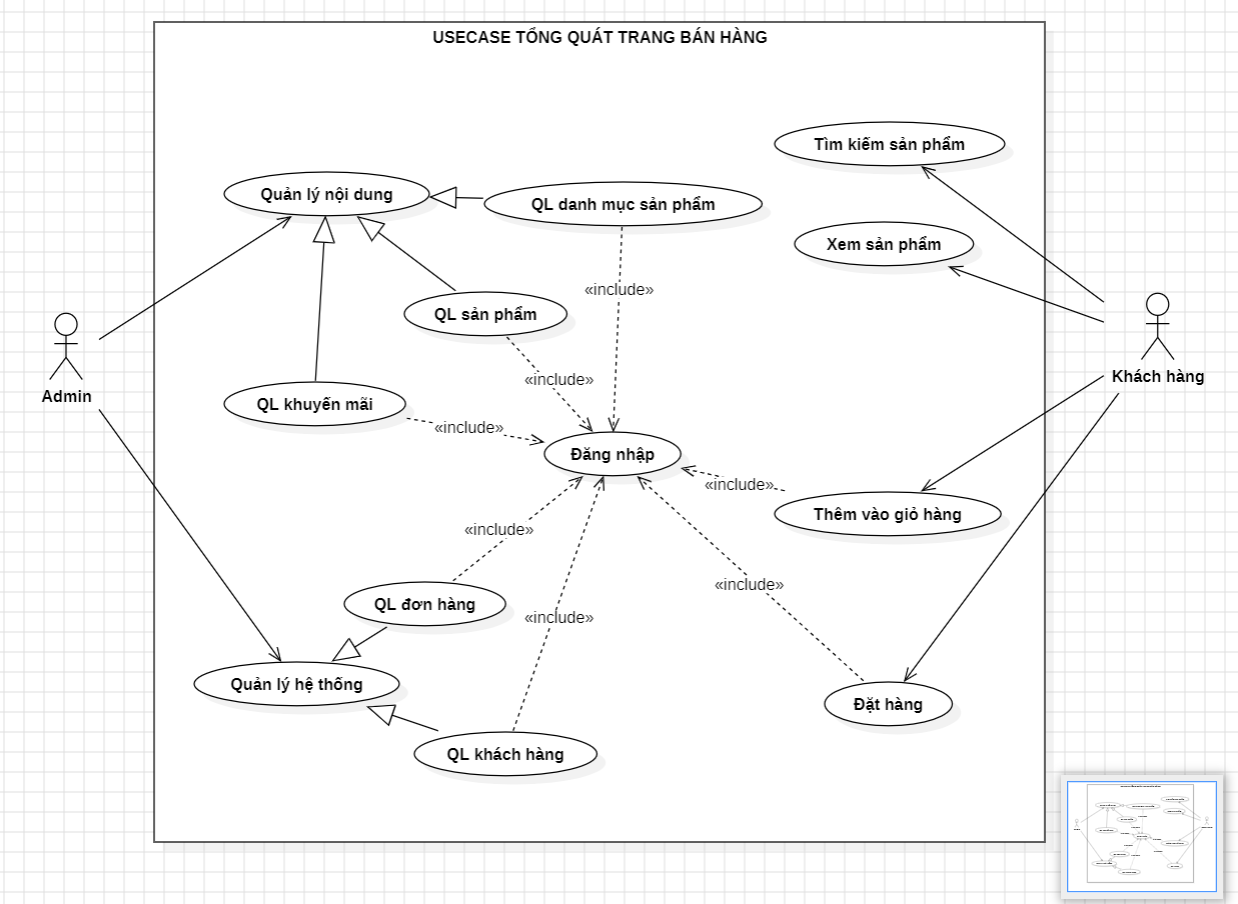 USECASE TỔNG QUÁT TRANG BÁN HÀNG
Tìm kiếm sản phẩm
Quản lý nội dung
QL danh mục sản phẩm
Xem sản phẩm
«include»
QL sản phẩm
Khách hàng
«include»
Admin
QL khuyến mãi
«include»
Đăng nhập
«include»
Thêm vào giỏ hàng
«include»
«include»
QL đơn hàng
«include»
Quản lý hệ thống
Đặt hàng
QL khách hàng